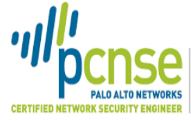 pcnse
PALO ALTO NETWORKS
CERTIFIED NETWORK SECURITY ENGINEER